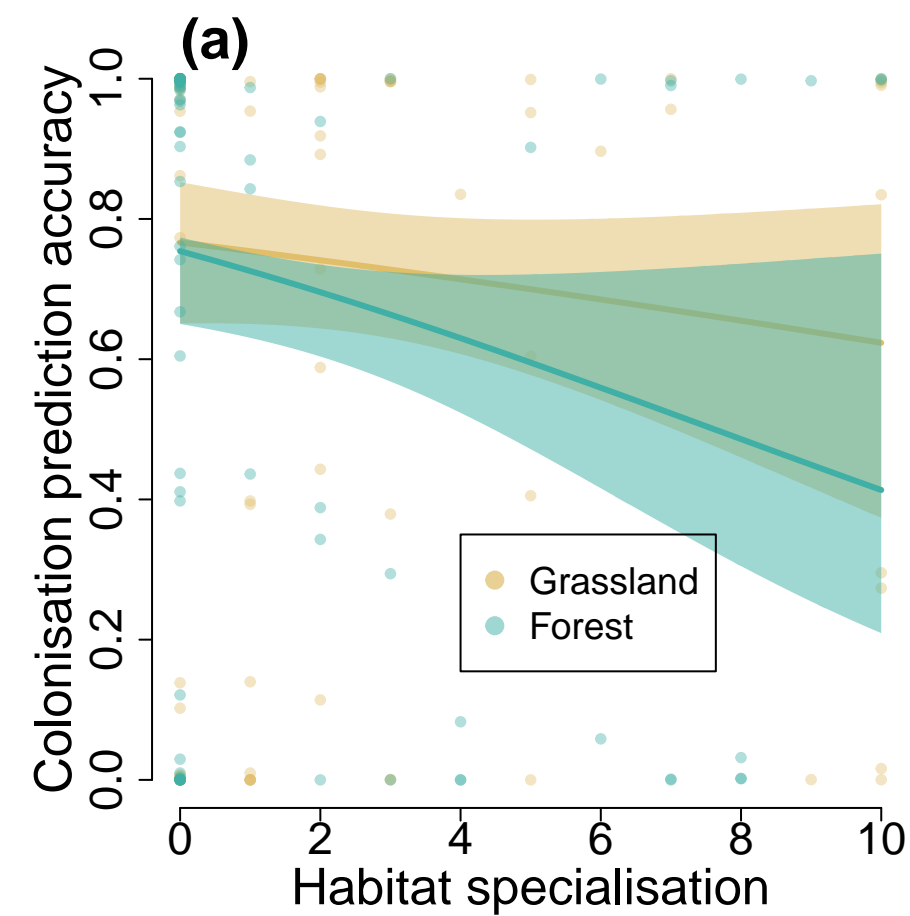 (a)
Colonisation prediction accuracy
1.0
0.8
0.6
0.4
0.2
0.0
Grassland
Forest
0 2 4 6 8 10
Habitat specialisation